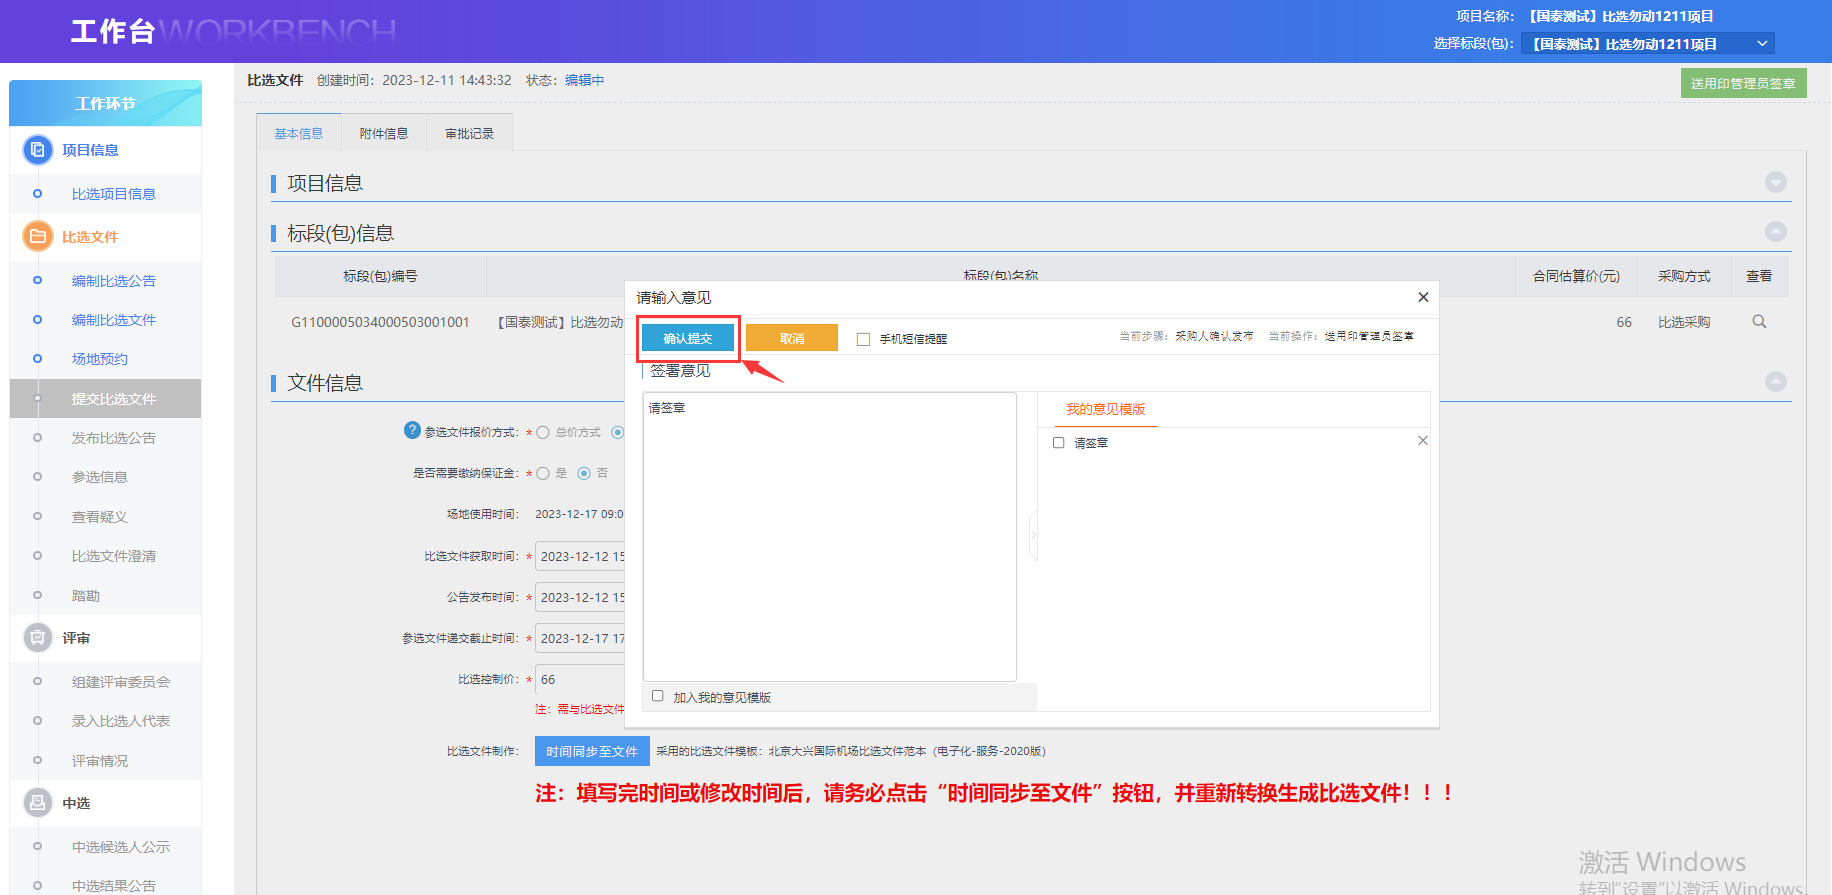 工作台WORKBENCH
项目名称：【国泰测试】比选勿动1211项目
选择标段(包)：【国泰测试】比选勿动1211项目
工作环节
项目信息
比选项目信息
比选文件
编制比选公告
编制比选文件
场地预约
提交比选文件
发布比选公告
参选信息
查看疑义
比选文件澄清
踏勘
评审
组建评审委员会
录入比选人代表
评审情况
中选
中选候选人公示
中选结果公告
比选文件 创建时间：2023-12-11 14:43:32 状态：编辑中
送用印管理员签章
基本信息 附件信息 审批记录
项目信息
标段(包)信息
标段(包)编号 标段(包)名称 合同估算价(元) 采购方式 查看
G1100005034000503001001 【国泰测试】比选勿动 66 比选采购
文件信息
? 参选文件报价方式：* 总价方式
是否需要缴纳保证金：* 是 否
场地使用时间： 2023-12-17 09:0
比选文件获取时间：* 2023-12-12 15
公告发布时间：* 2023-12-12 15
参选文件递交截止时间：* 2023-12-17 17
比选控制价：* 66
注：需与比选文件
比选文件制作： 时间同步至文件 采用的比选文件模板：北京大兴国际机场比选文件范本（电子化-服务-2020版）
注：填写完时间或修改时间后，请务必点击“时间同步至文件”按钮，并重新转换生成比选文件！！！
请输入意见
确认提交 取消 手机短信提醒 当前步骤：采购人确认发布 当前操作：送用印管理员签章
签署意见
请签章
我的意见模版
请签章
加入我的意见模版
激活 Windows
转到“设置”以激活 Windows。